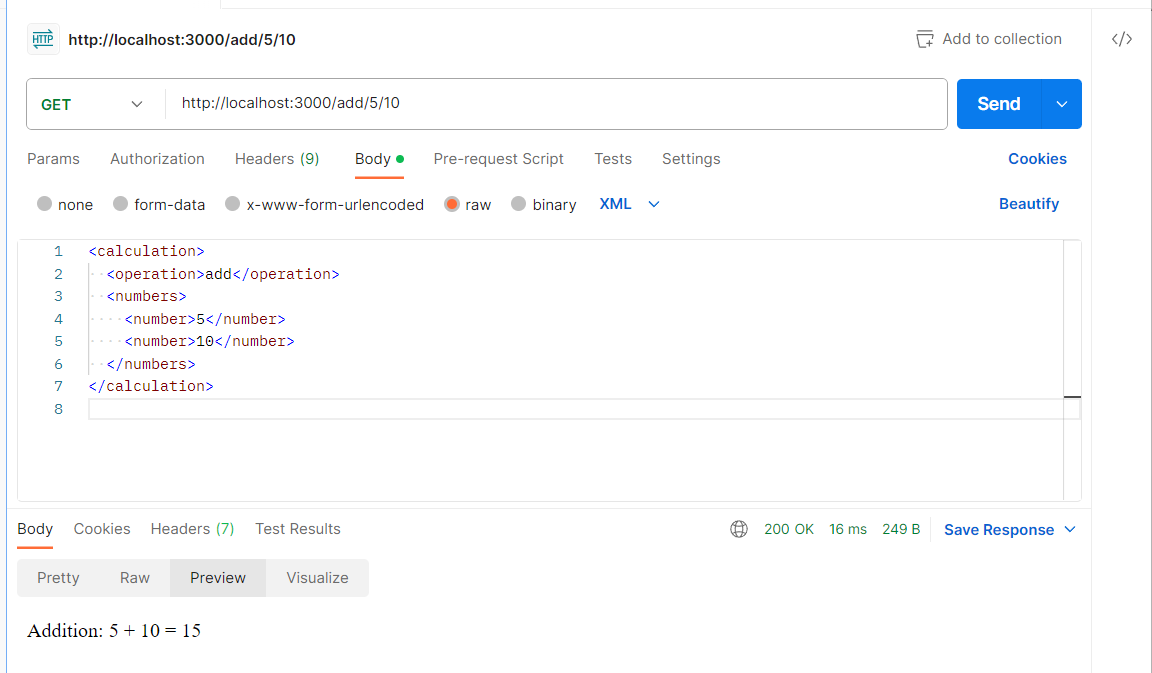 HTTP http://localhost:3000/add/5/10 Add to collection </>
GET http://localhost:3000/add/5/10 Send
Params Authorization Headers (9) Body Pre-request Script Tests Settings Cookies
none form-data x-www-form-urlencoded raw binary XML Beautify
1 <calculation>
2 <operation>add</operation>
3 <numbers>
4 <number>5</number>
5 <number>10</number>
6 </numbers>
7 </calculation>
8
Body Cookies Headers (7) Test Results 200 OK 16 ms 249 B Save Response
Pretty Raw Preview Visualize
Addition: 5 + 10 = 15